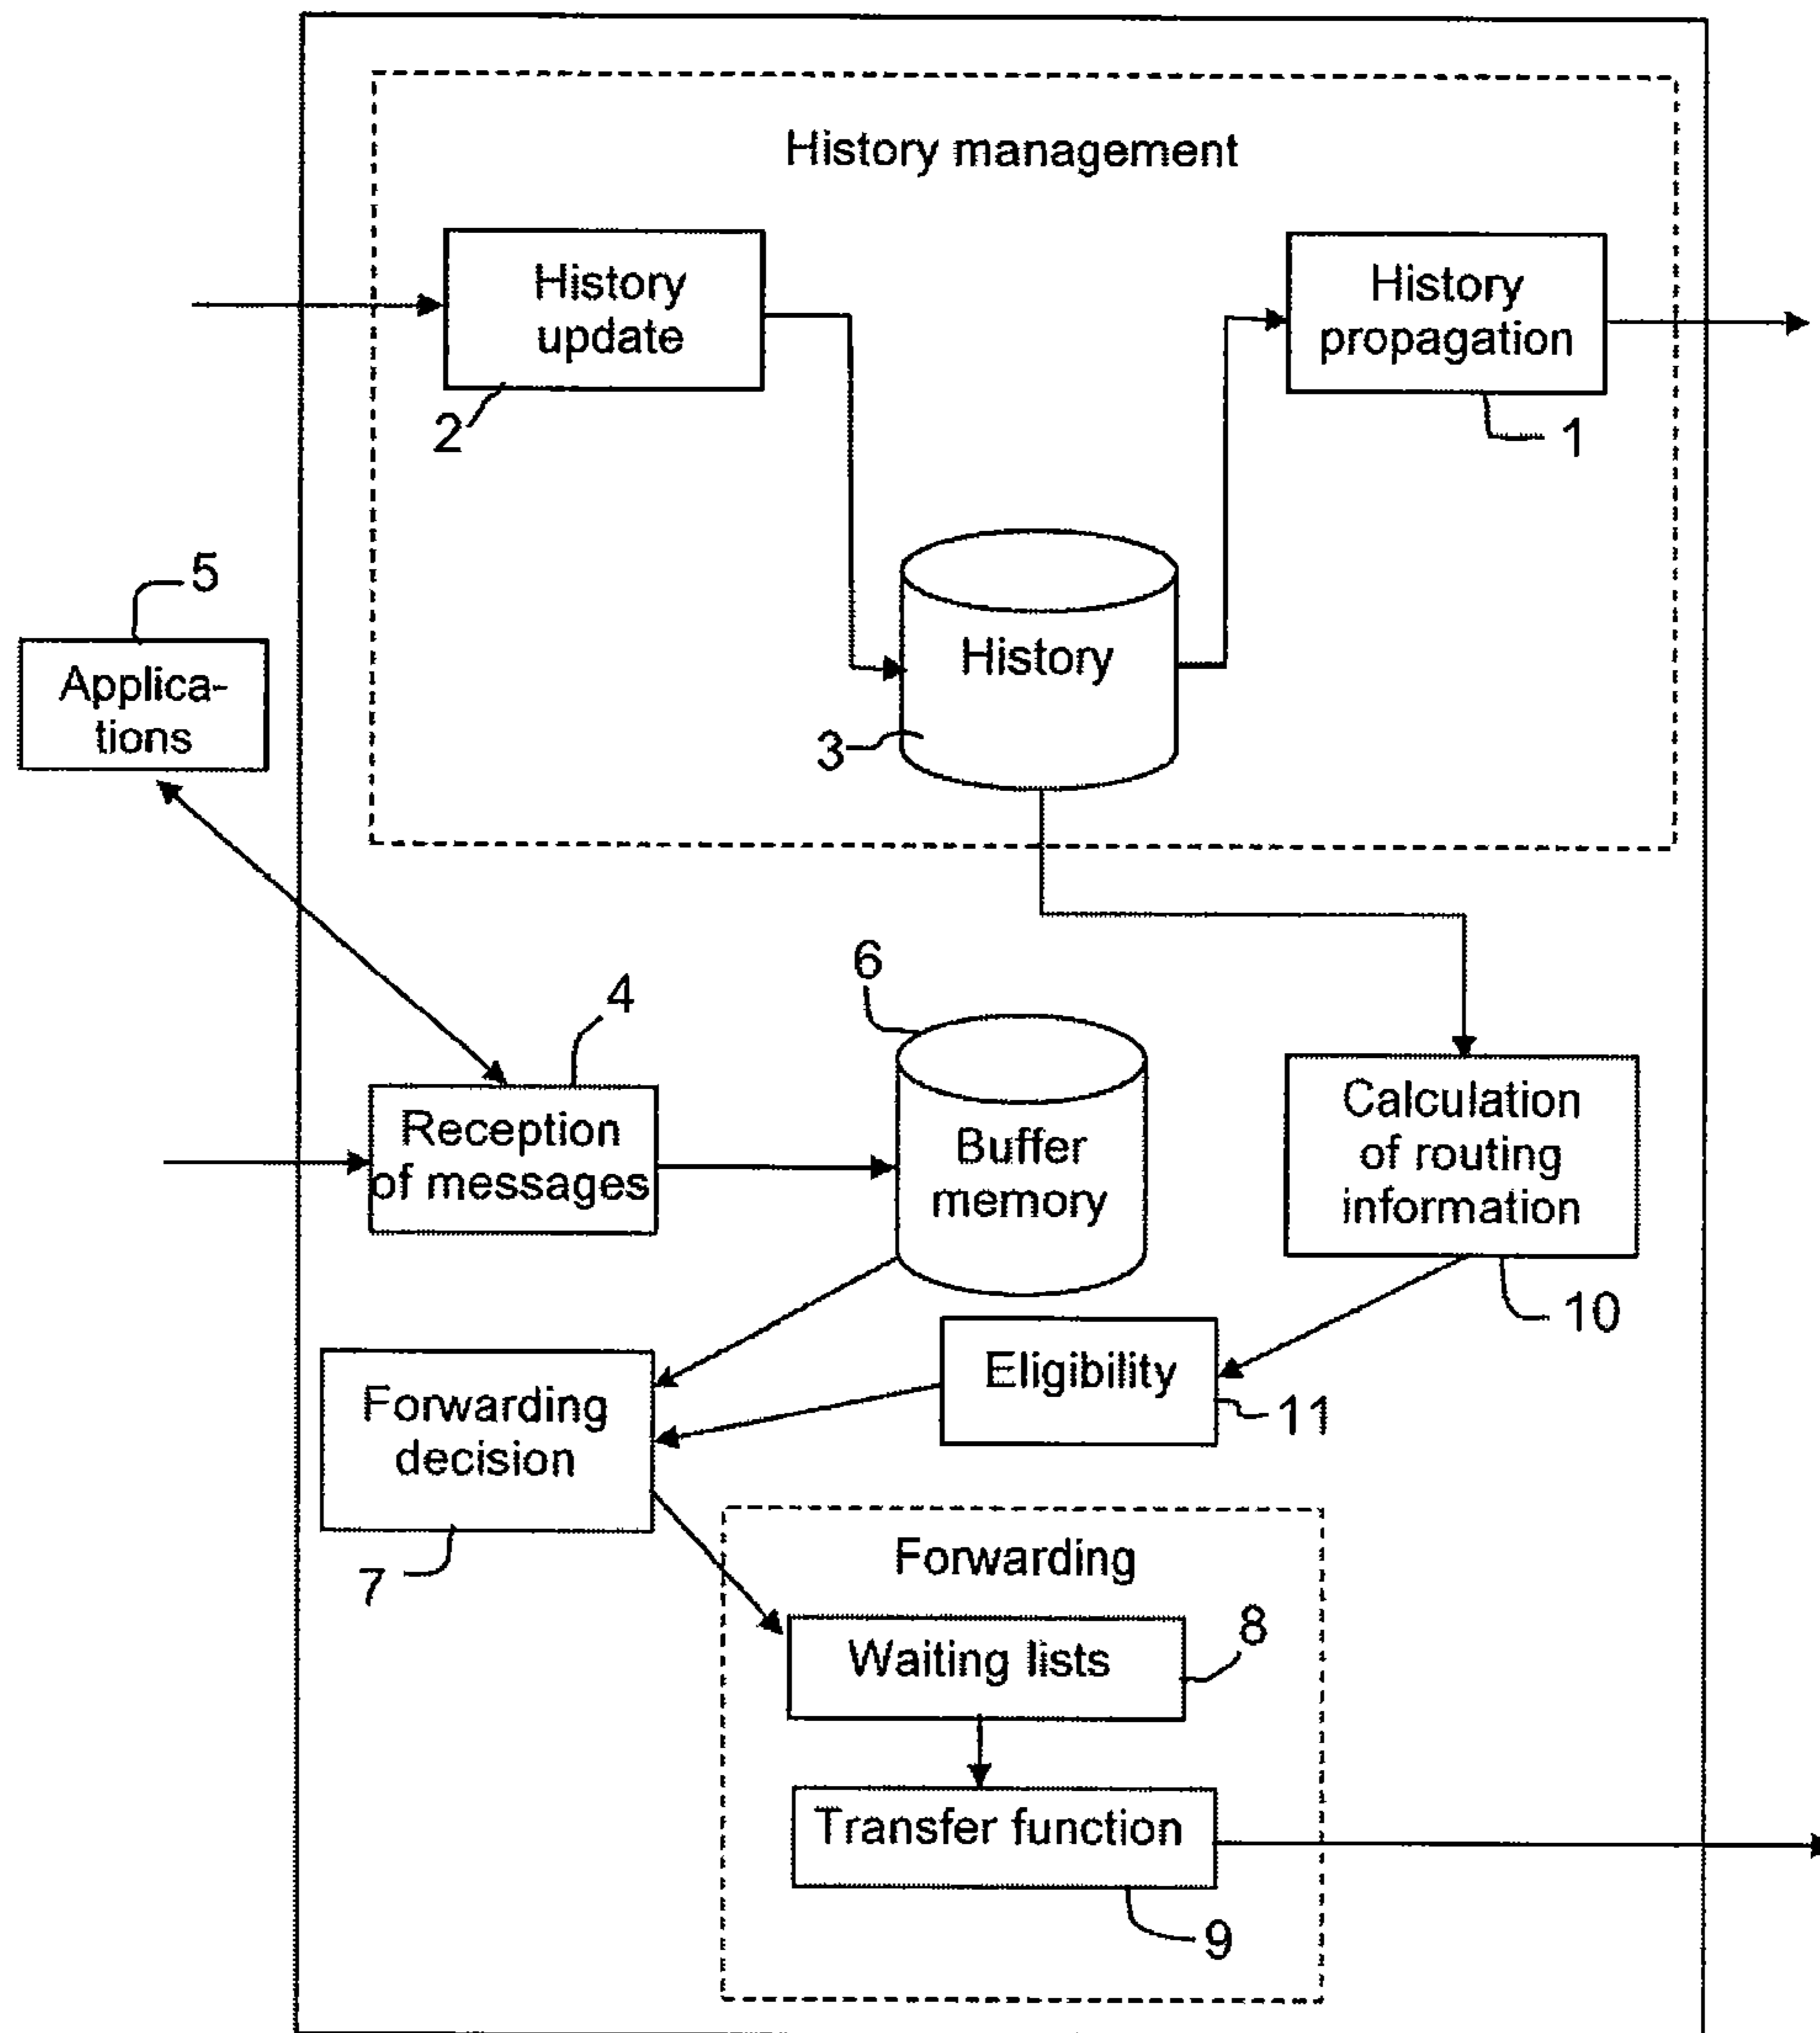 History management
History
update
2
History
propagation
1
5
Applica-
tions
History
3
4
6
Reception
of messages
Buffer
memory
Calculation
of routing
information
10
Eligibility
11
Forwarding
decision
7
Forwarding
Waiting lists
8
Transfer function
9